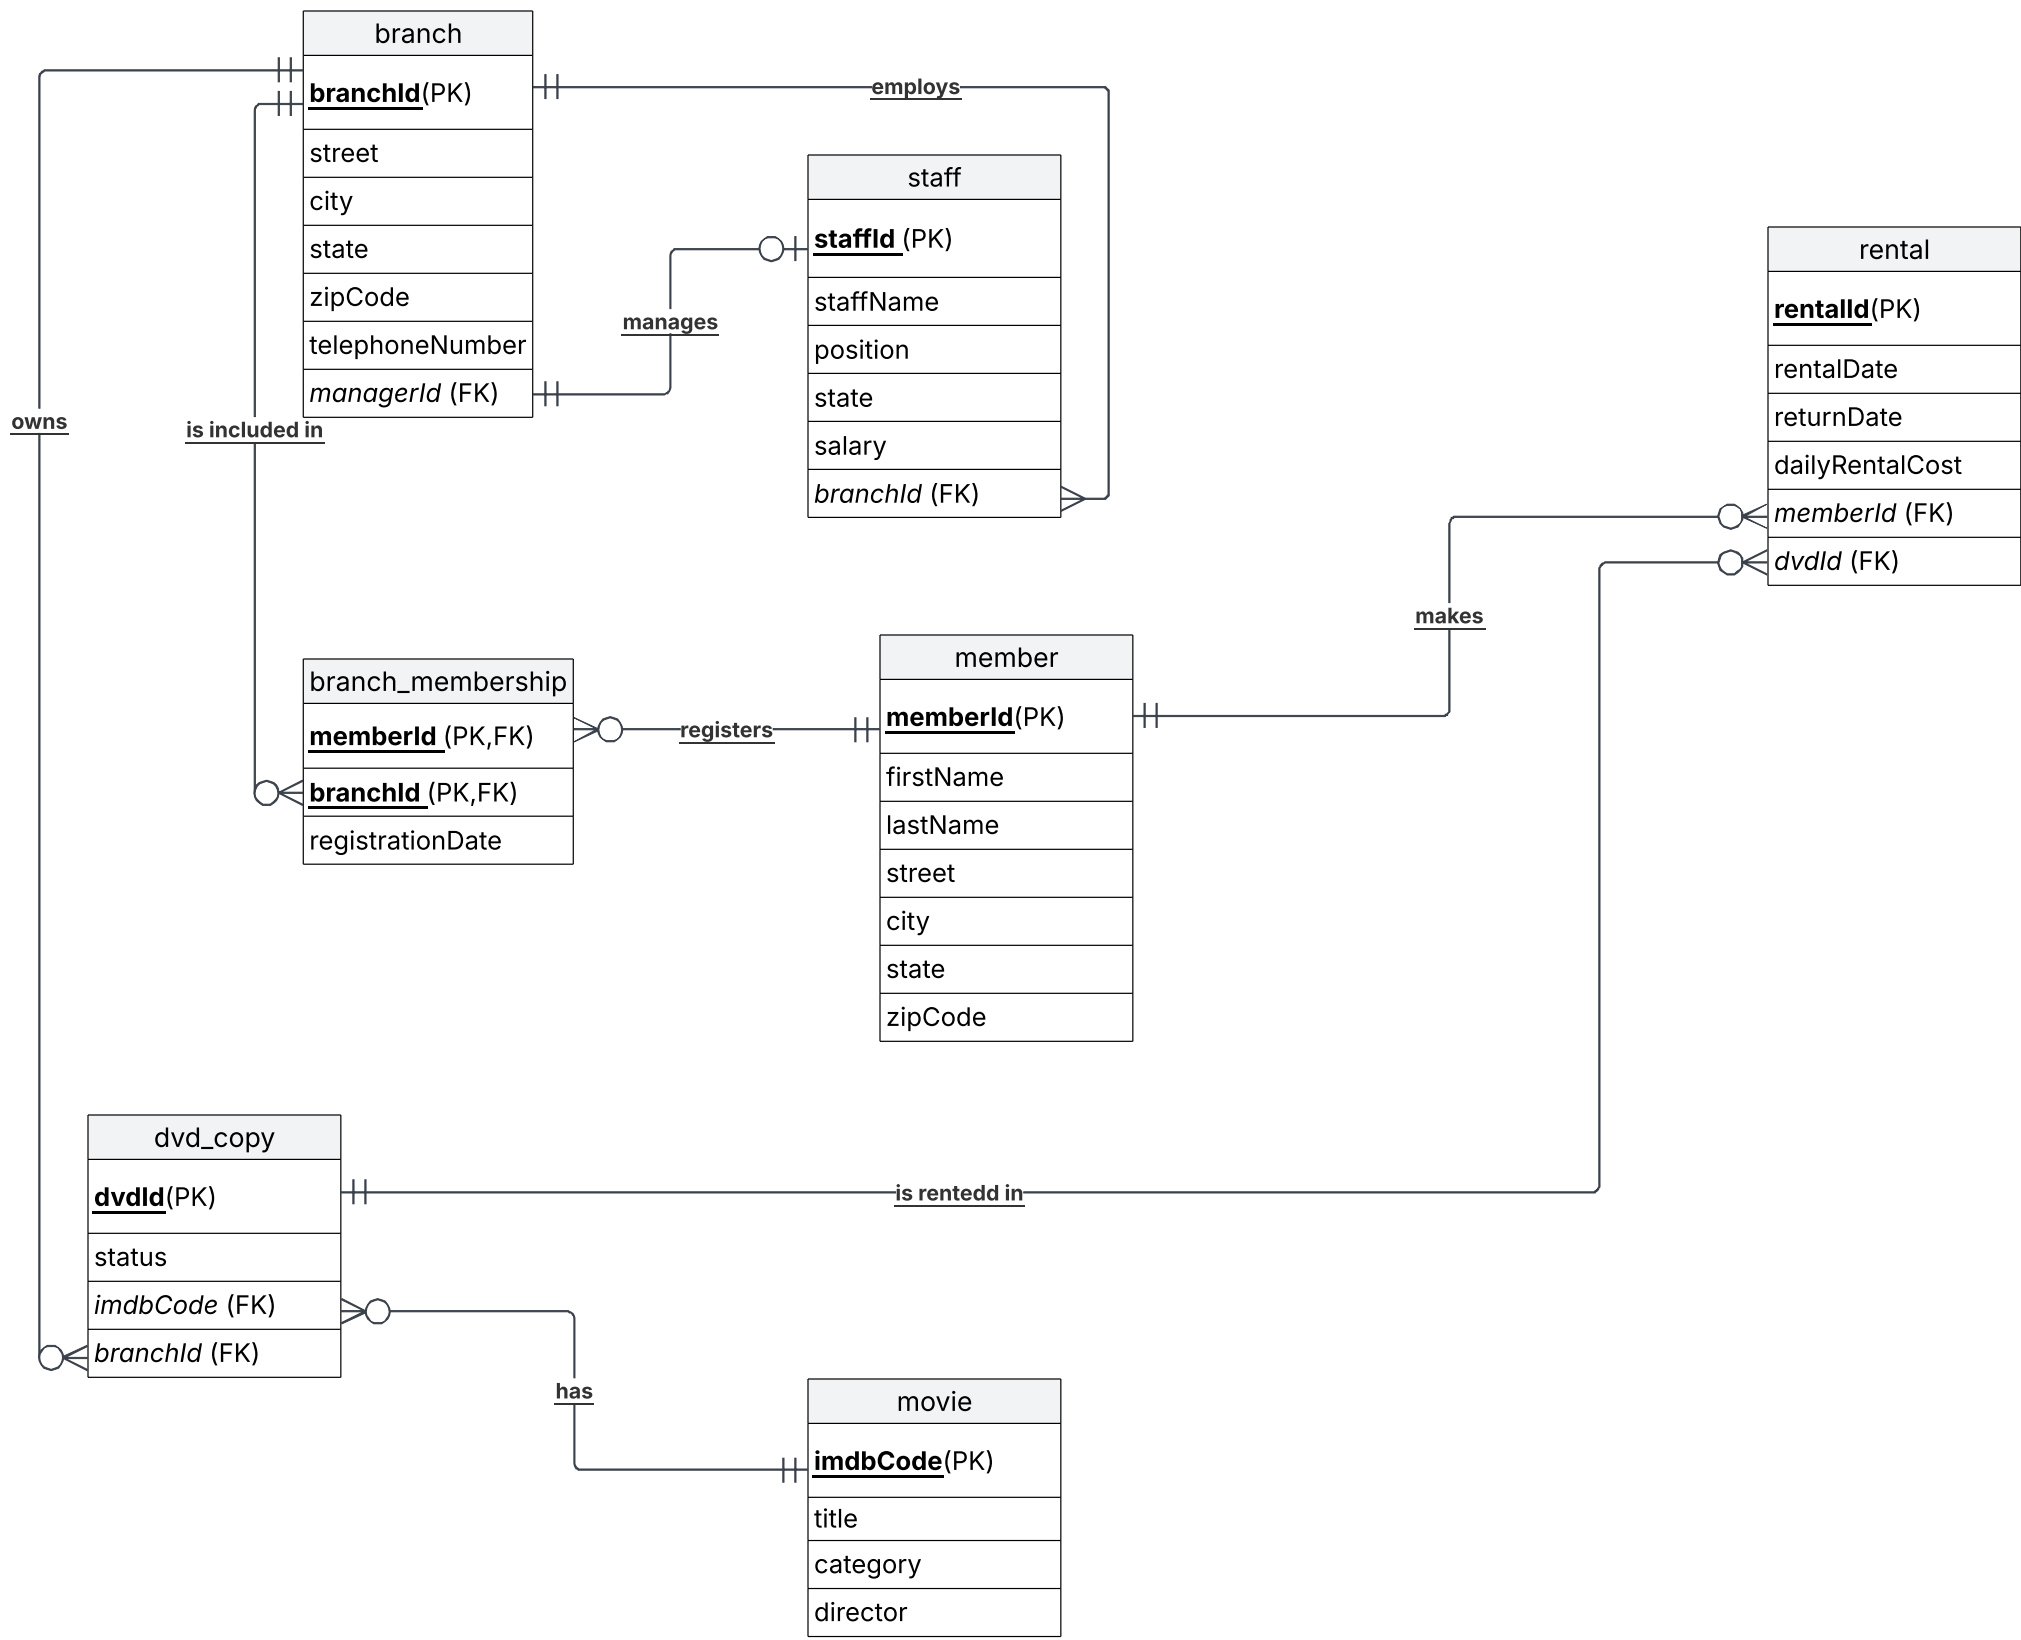 branch
branchId(PK)
street
city
state
zipCode
telephoneNumber
managerId (FK)
employs
staff
staffId (PK)
staffName
position
state
salary
branchId (FK)
manages
owns
is included in
rental
rentalId(PK)
rentalDate
returnDate
dailyRentalCost
memberId (FK)
dvdId (FK)
makes
branch_membership
memberId (PK,FK)
branchId (PK,FK)
registrationDate
registers
member
memberId(PK)
firstName
lastName
street
city
state
zipCode
dvd_copy
dvdId(PK)
status
imdbCode (FK)
branchId (FK)
is rentedd in
has
movie
imdbCode(PK)
title
category
director